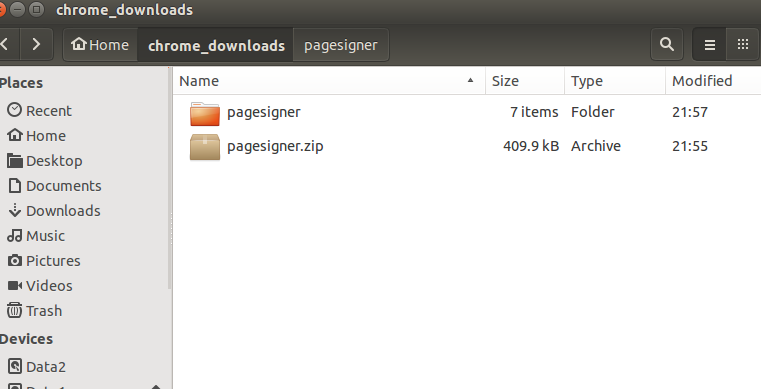 chrome_downloads
Home chrome_downloads pagesigner
Places
Recent
Home
Desktop
Documents
Downloads
Music
Pictures
Videos
Trash
Devices
Data2
Name Size Type Modified
pagesigner 7 items Folder 21:57
pagesigner.zip 409.9 kB Archive 21:55